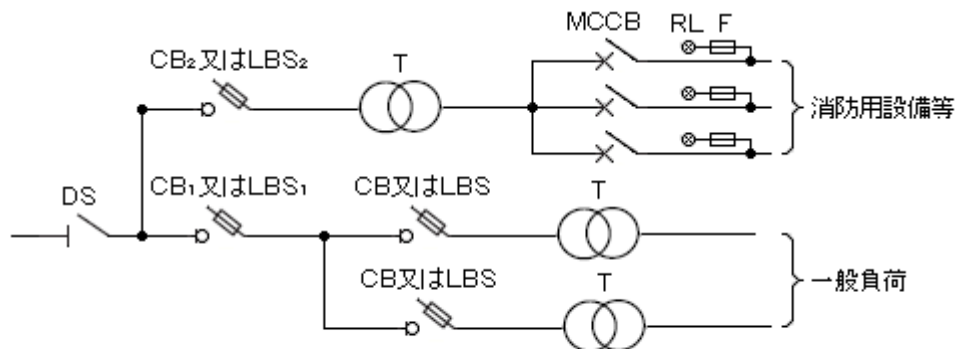 MCCB RL F
CB₂又はLBS₂ T
消防用設備等
DS CB₁又はLBS₁ CB又はLBS T
CB又はLBS T
一般負荷